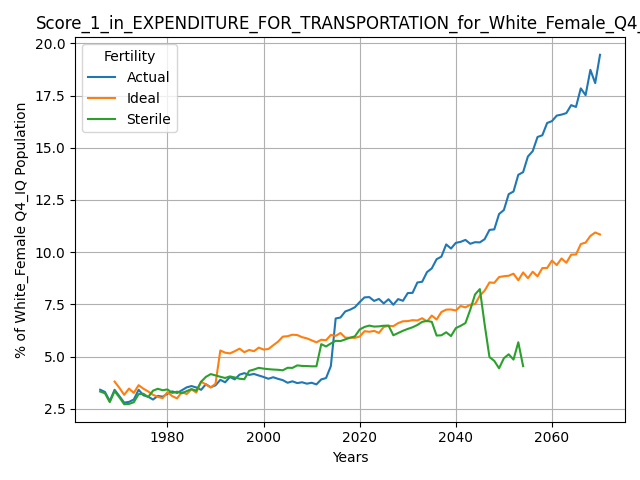 Score_1_in_EXPENDITURE_FOR_TRANSPORTATION_for_White_Female_Q4_
Fertility
Actual
Ideal
Sterile
20.0
17.5
15.0
12.5
10.0
7.5
5.0
2.5
% of White_Female Q4_IQ Population
1980
2000
2020
2040
2060
Years